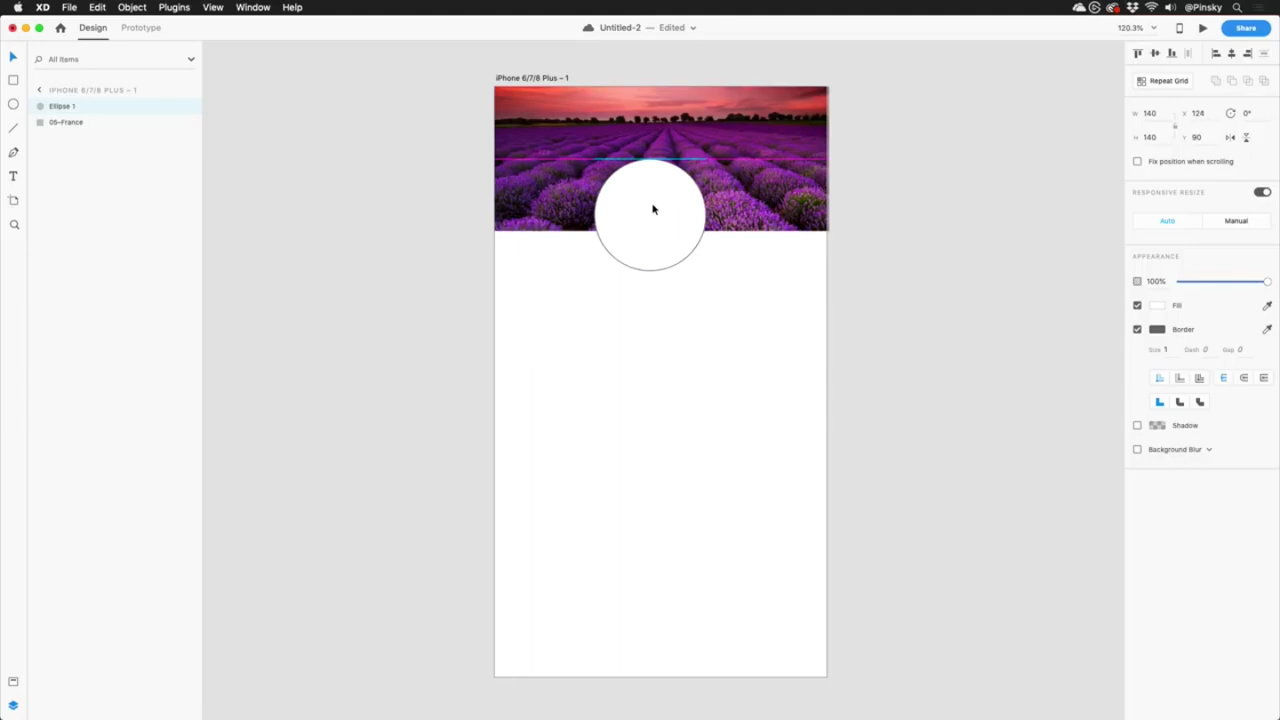 XD File Edit Object Plugins View Window Help @Pinsky
Design Prototype Untitled-2 — Edited 120.3% Share
All Items
IPHONE 6/7/8 PLUS – 1
Ellipse 1
05-France
iPhone 6/7/8 Plus – 1
Repeat Grid
W 140 X 124 0°
H 140 Y 90
Fix position when scrolling
RESPONSIVE RESIZE
Auto Manual
APPEARANCE
100%
Fill
Border
Size 1 Dash 0 Gap 0
Shadow
Background Blur